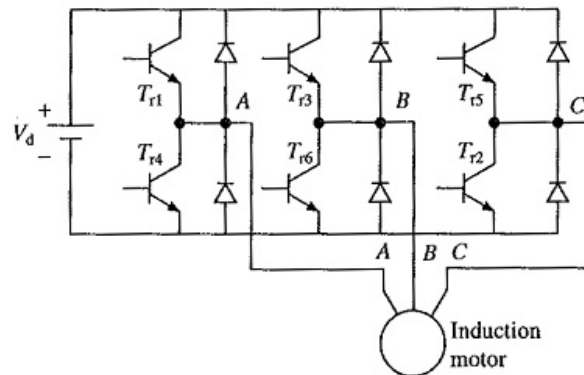 T_r1
A
T_r3
B
T_r5
C
+
V_d
−
T_r4
T_r6
T_r2
A
B
C
Induction
motor